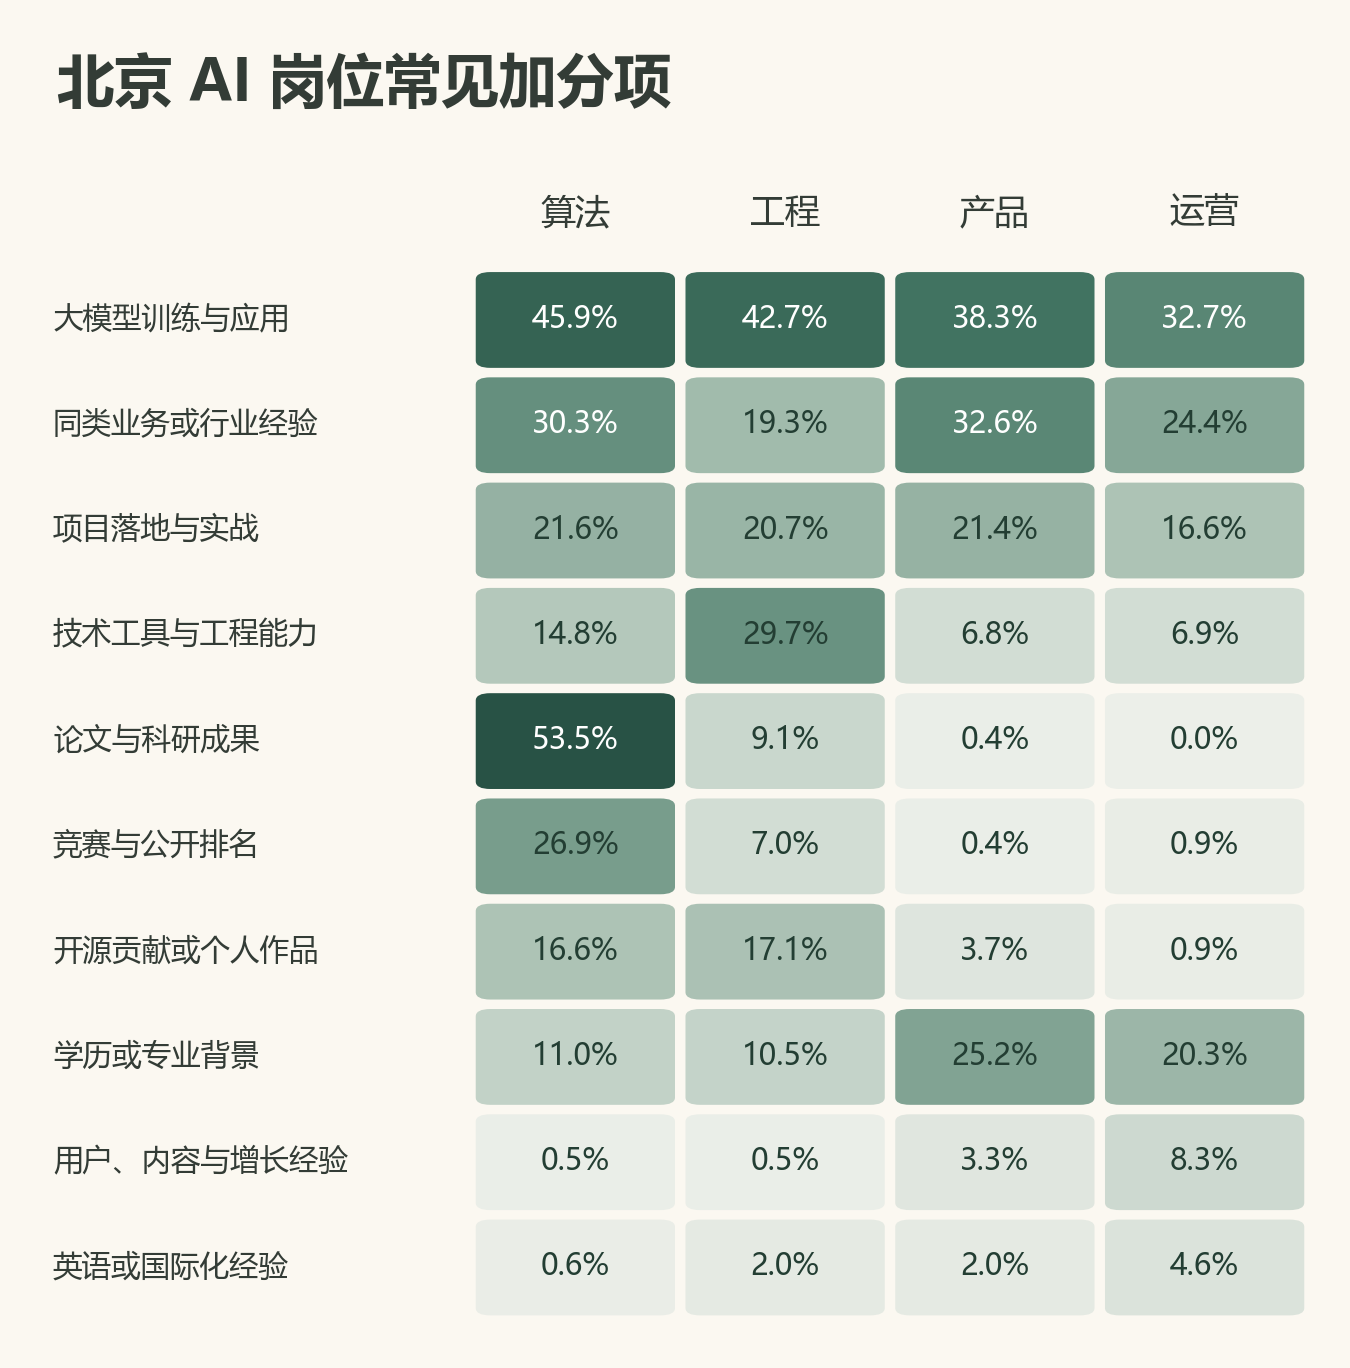 北京 AI 岗位常见加分项
算法 工程 产品 运营
大模型训练与应用 45.9% 42.7% 38.3% 32.7%
同类业务或行业经验 30.3% 19.3% 32.6% 24.4%
项目落地与实战 21.6% 20.7% 21.4% 16.6%
技术工具与工程能力 14.8% 29.7% 6.8% 6.9%
论文与科研成果 53.5% 9.1% 0.4% 0.0%
竞赛与公开排名 26.9% 7.0% 0.4% 0.9%
开源贡献或个人作品 16.6% 17.1% 3.7% 0.9%
学历或专业背景 11.0% 10.5% 25.2% 20.3%
用户、内容与增长经验 0.5% 0.5% 3.3% 8.3%
英语或国际化经验 0.6% 2.0% 2.0% 4.6%